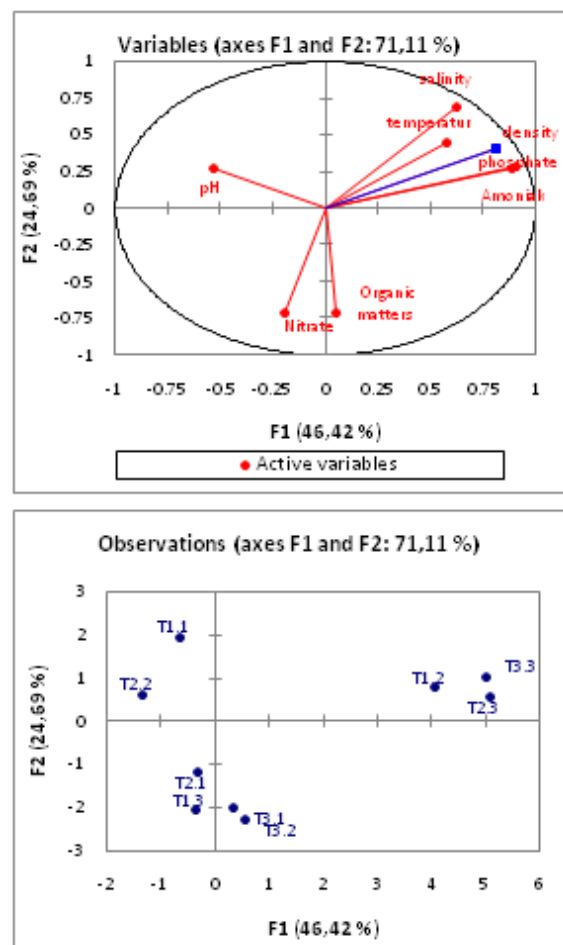 Variables (axes F1 and F2: 71,11 %)
salinity
temperatur
density
phosphate
Amoniak
pH
Organic
matters
Nitrate
1
0.75
0.5
0.25
0
-0.25
-0.5
-0.75
-1
F2 (24,69 %)
-1 -0.75 -0.5 -0.25 0 0.25 0.5 0.75 1
F1 (46,42 %)
Active variables
Observations (axes F1 and F2: 71,11 %)
3
2
1
0
-1
-2
-3
F2 (24,69 %)
T1.1
T2.2
T1.2
T3.3
T2.3
T2.1
T1.3
T3.1
T3.2
-2 -1 0 1 2 3 4 5 6
F1 (46,42 %)